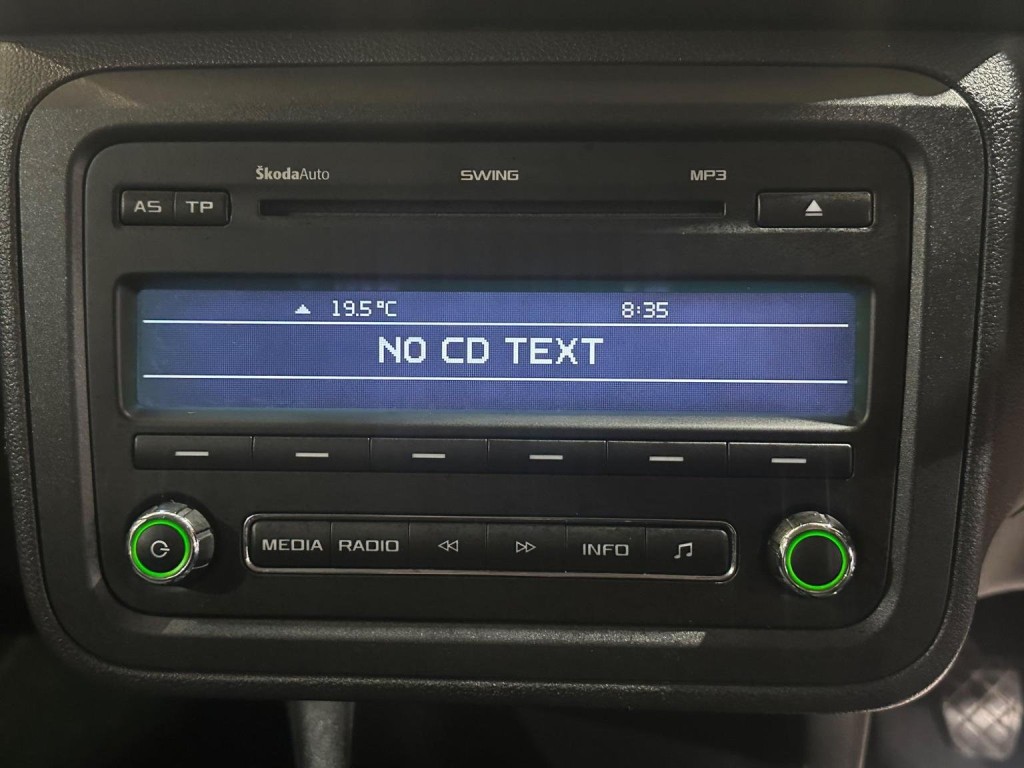 ŠkodaAuto SWING MP3
AS TP
19.5°C 8:35
NO CD TEXT
MEDIA RADIO INFO